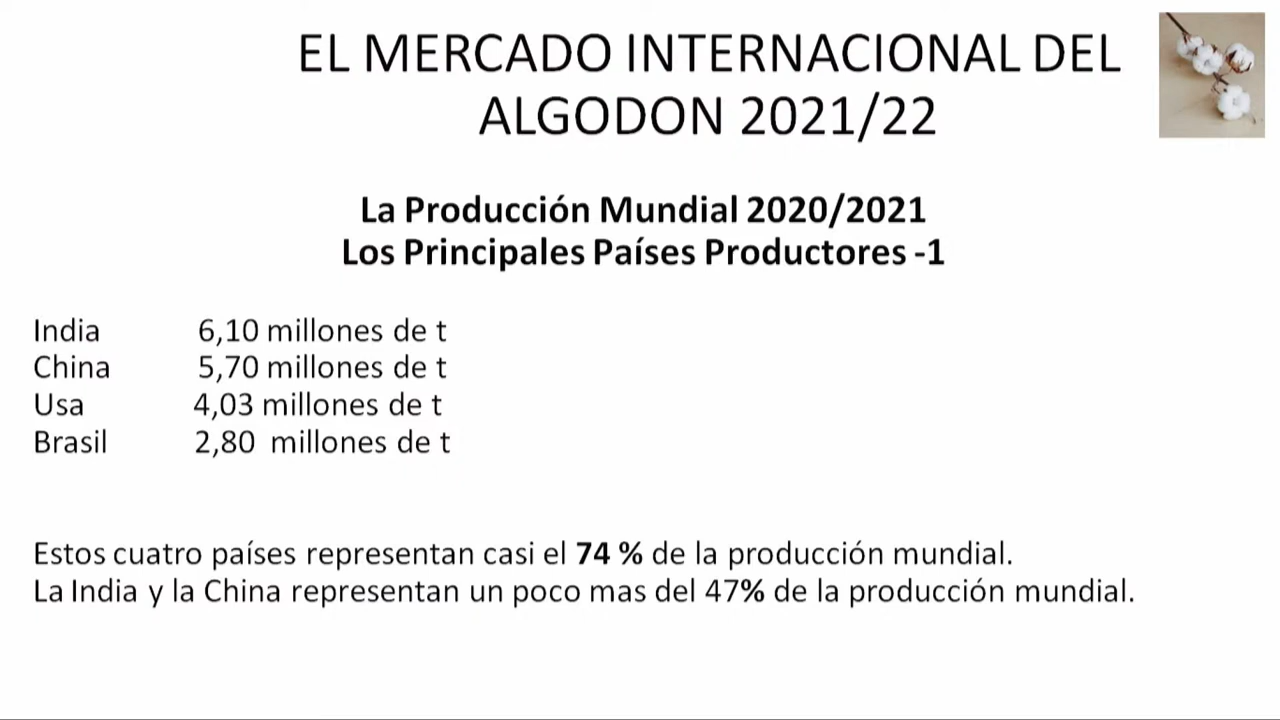 EL MERCADO INTERNACIONAL DEL
ALGODON 2021/22
La Producción Mundial 2020/2021
Los Principales Países Productores -1
India 6,10 millones de t
China 5,70 millones de t
Usa 4,03 millones de t
Brasil 2,80 millones de t
Estos cuatro países representan casi el 74 % de la producción mundial.
La India y la China representan un poco mas del 47% de la producción mundial.